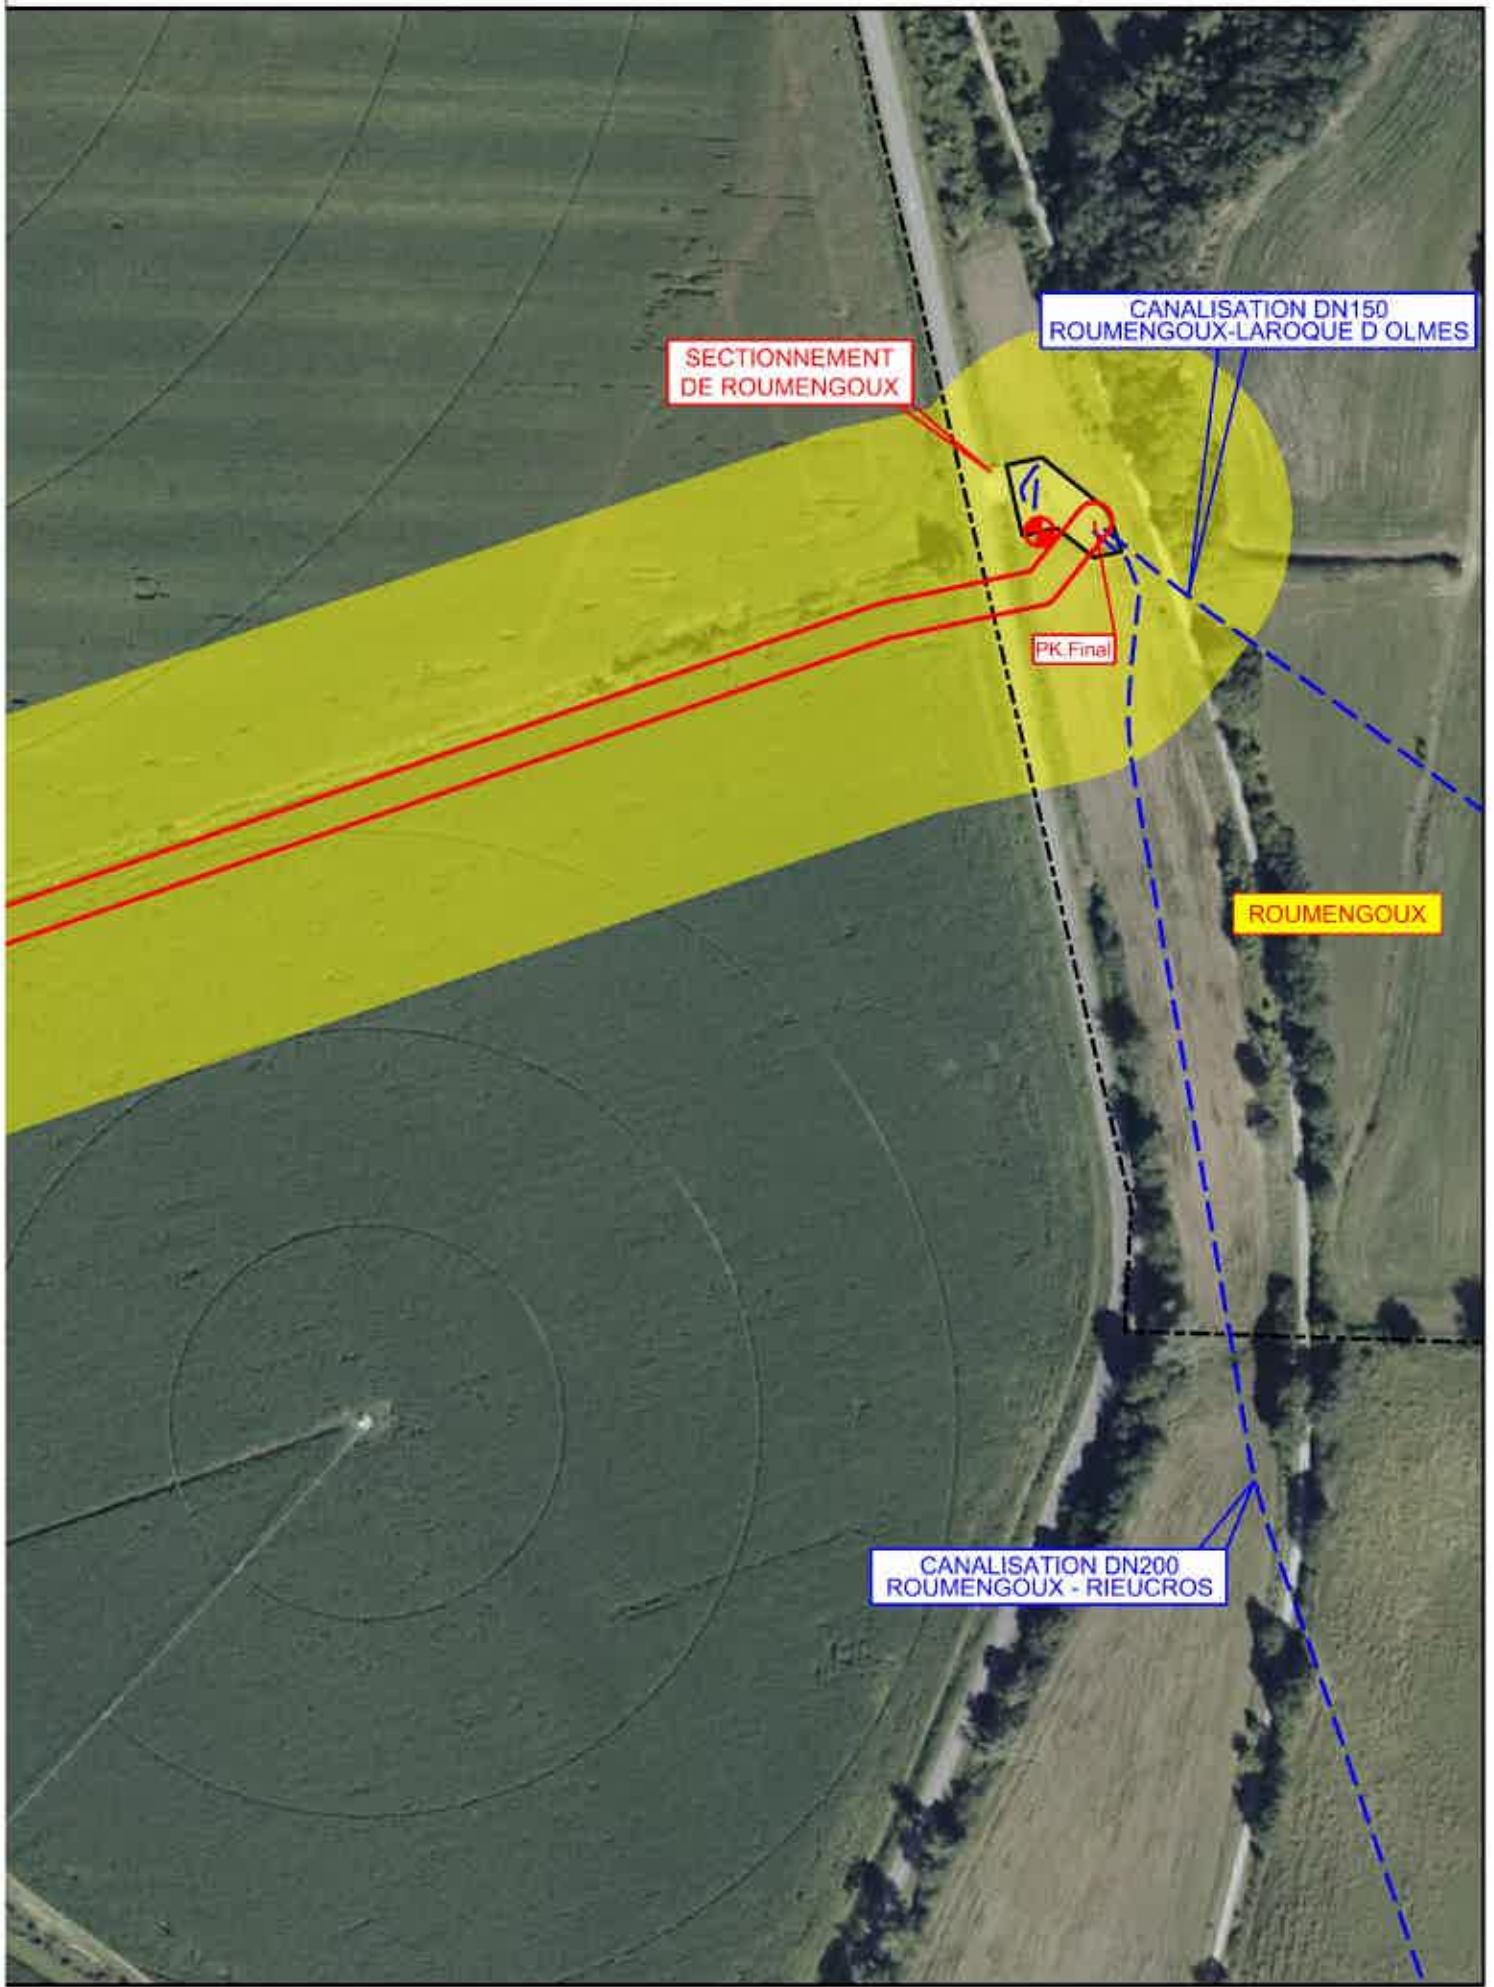 CANALISATION DN150
ROUMENGOUX-LAROQUE D OLMES
SECTIONNEMENT
DE ROUMENGOUX
PK.Final
ROUMENGOUX
CANALISATION DN200
ROUMENGOUX - RIEUCROS